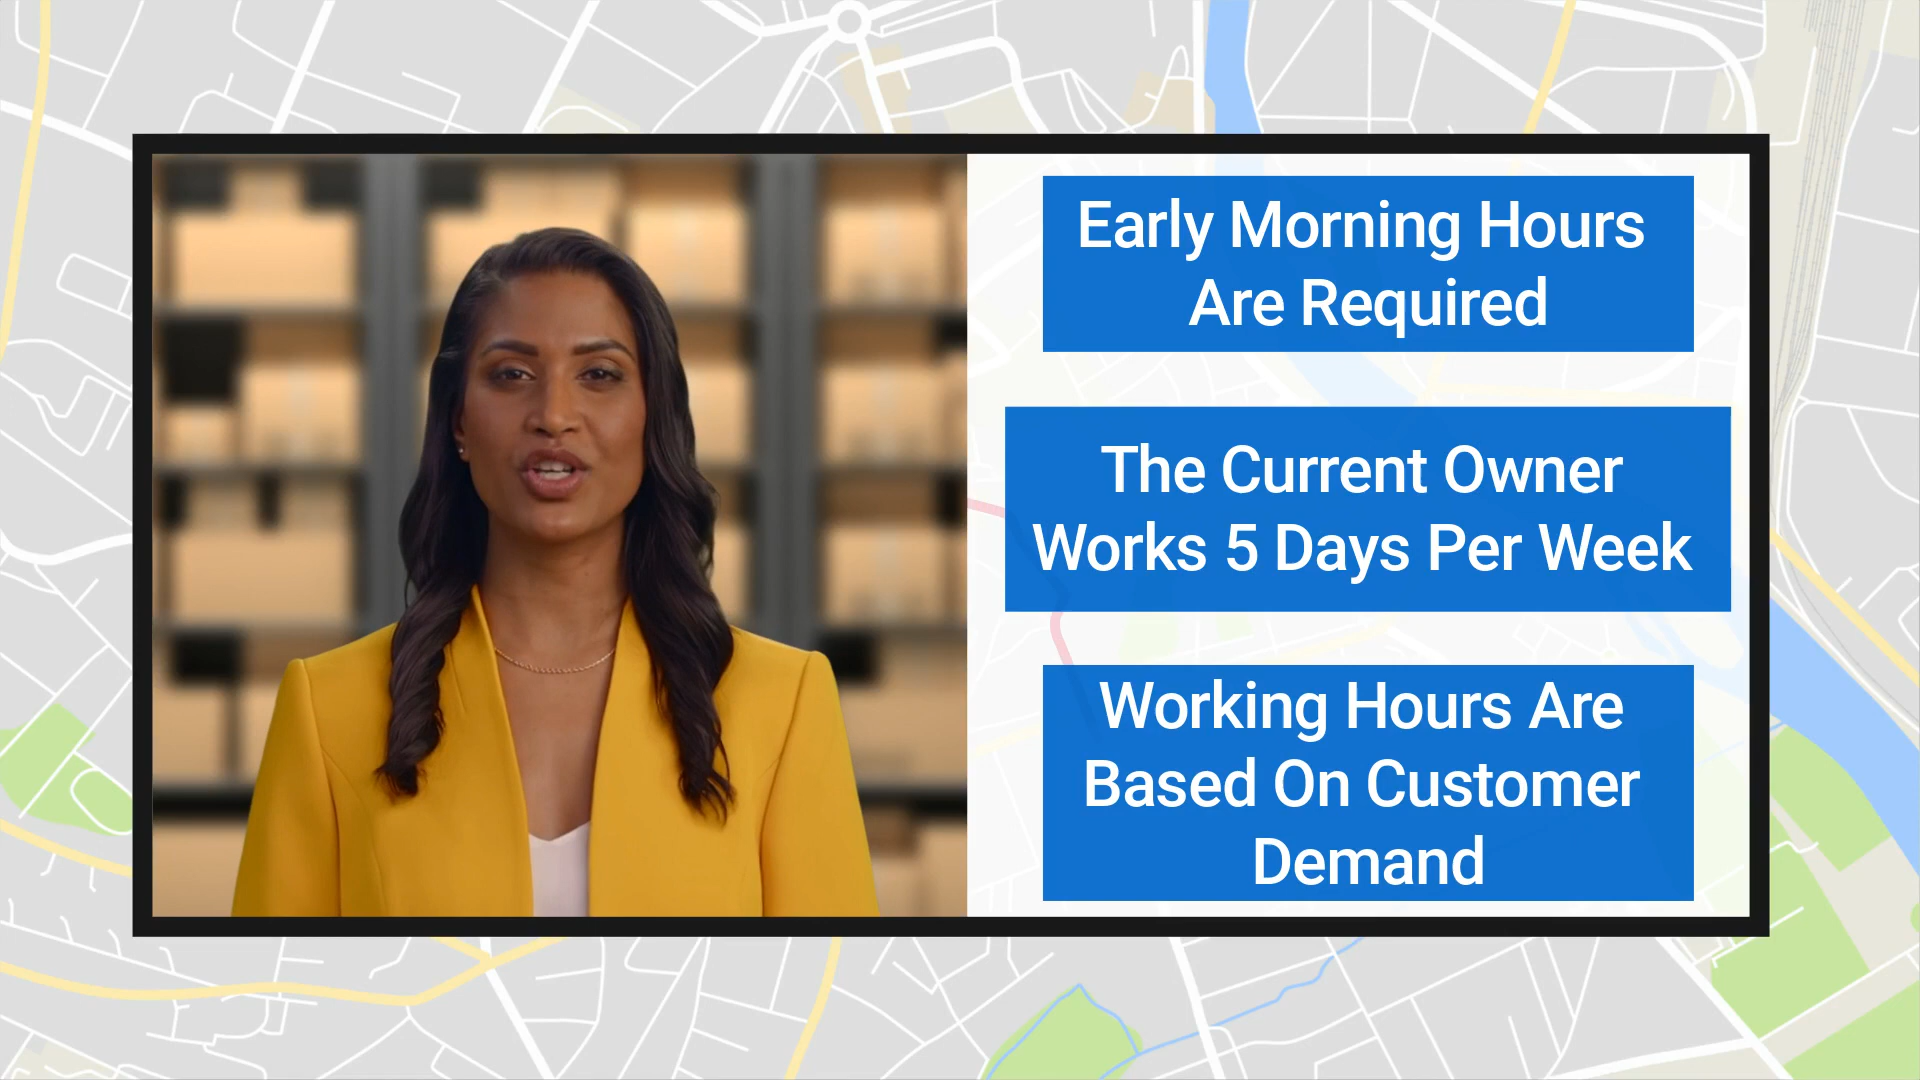 Early Morning Hours
Are Required
The Current Owner
Works 5 Days Per Week
Working Hours Are
Based On Customer
Demand